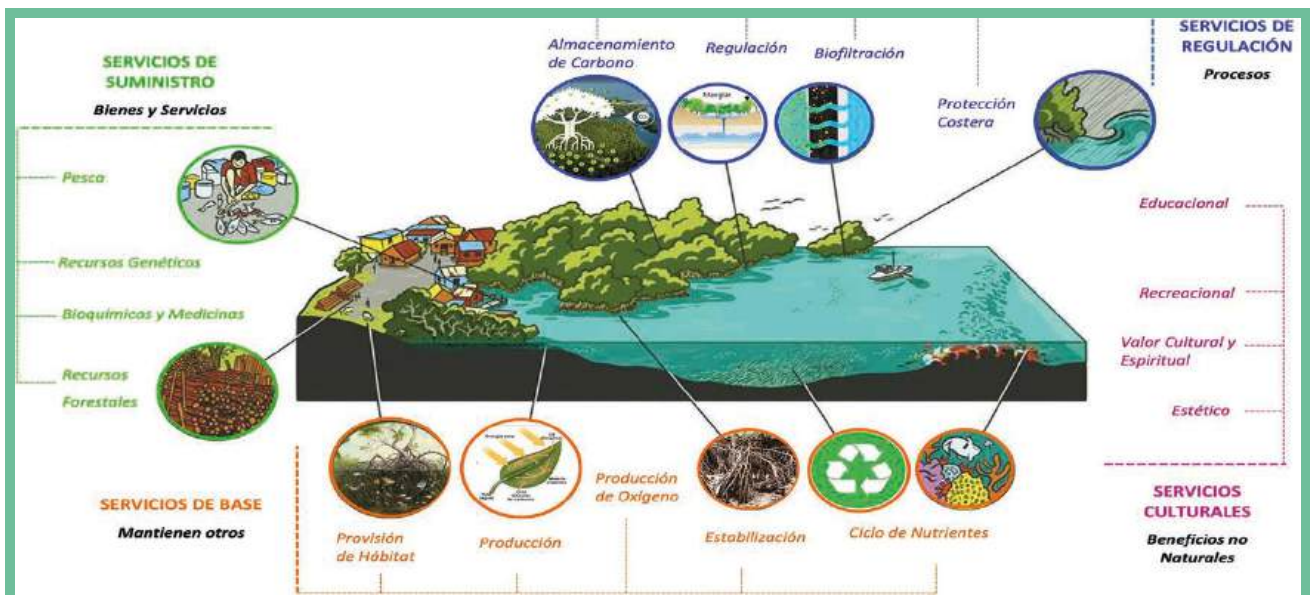 SERVICIOS DE
SUMINISTRO
Bienes y Servicios
Pesca
Recursos Genéticos
Bioquímicos y Medicinas
Recursos
Forestales
Almacenamiento
de Carbono
Regulación
Biofiltración
Protección
Costera
SERVICIOS DE
REGULACIÓN
Procesos
Educacional
Recreacional
Valor Cultural y
Espiritual
Estético
SERVICIOS
CULTURALES
Beneficios no
Naturales
SERVICIOS DE BASE
Mantienen otros
Provisión
de Hábitat
Producción
Producción
de Oxígeno
Estabilización
Ciclo de Nutrientes